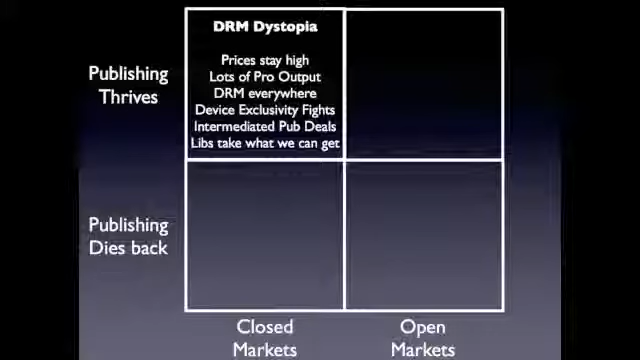 DRM Dystopia
Prices stay high
Lots of Pro Output
DRM everywhere
Device Exclusivity Fights
Intermediated Pub Deals
Libs take what we can get
Publishing
Thrives
Publishing
Dies back
Closed
Markets
Open
Markets